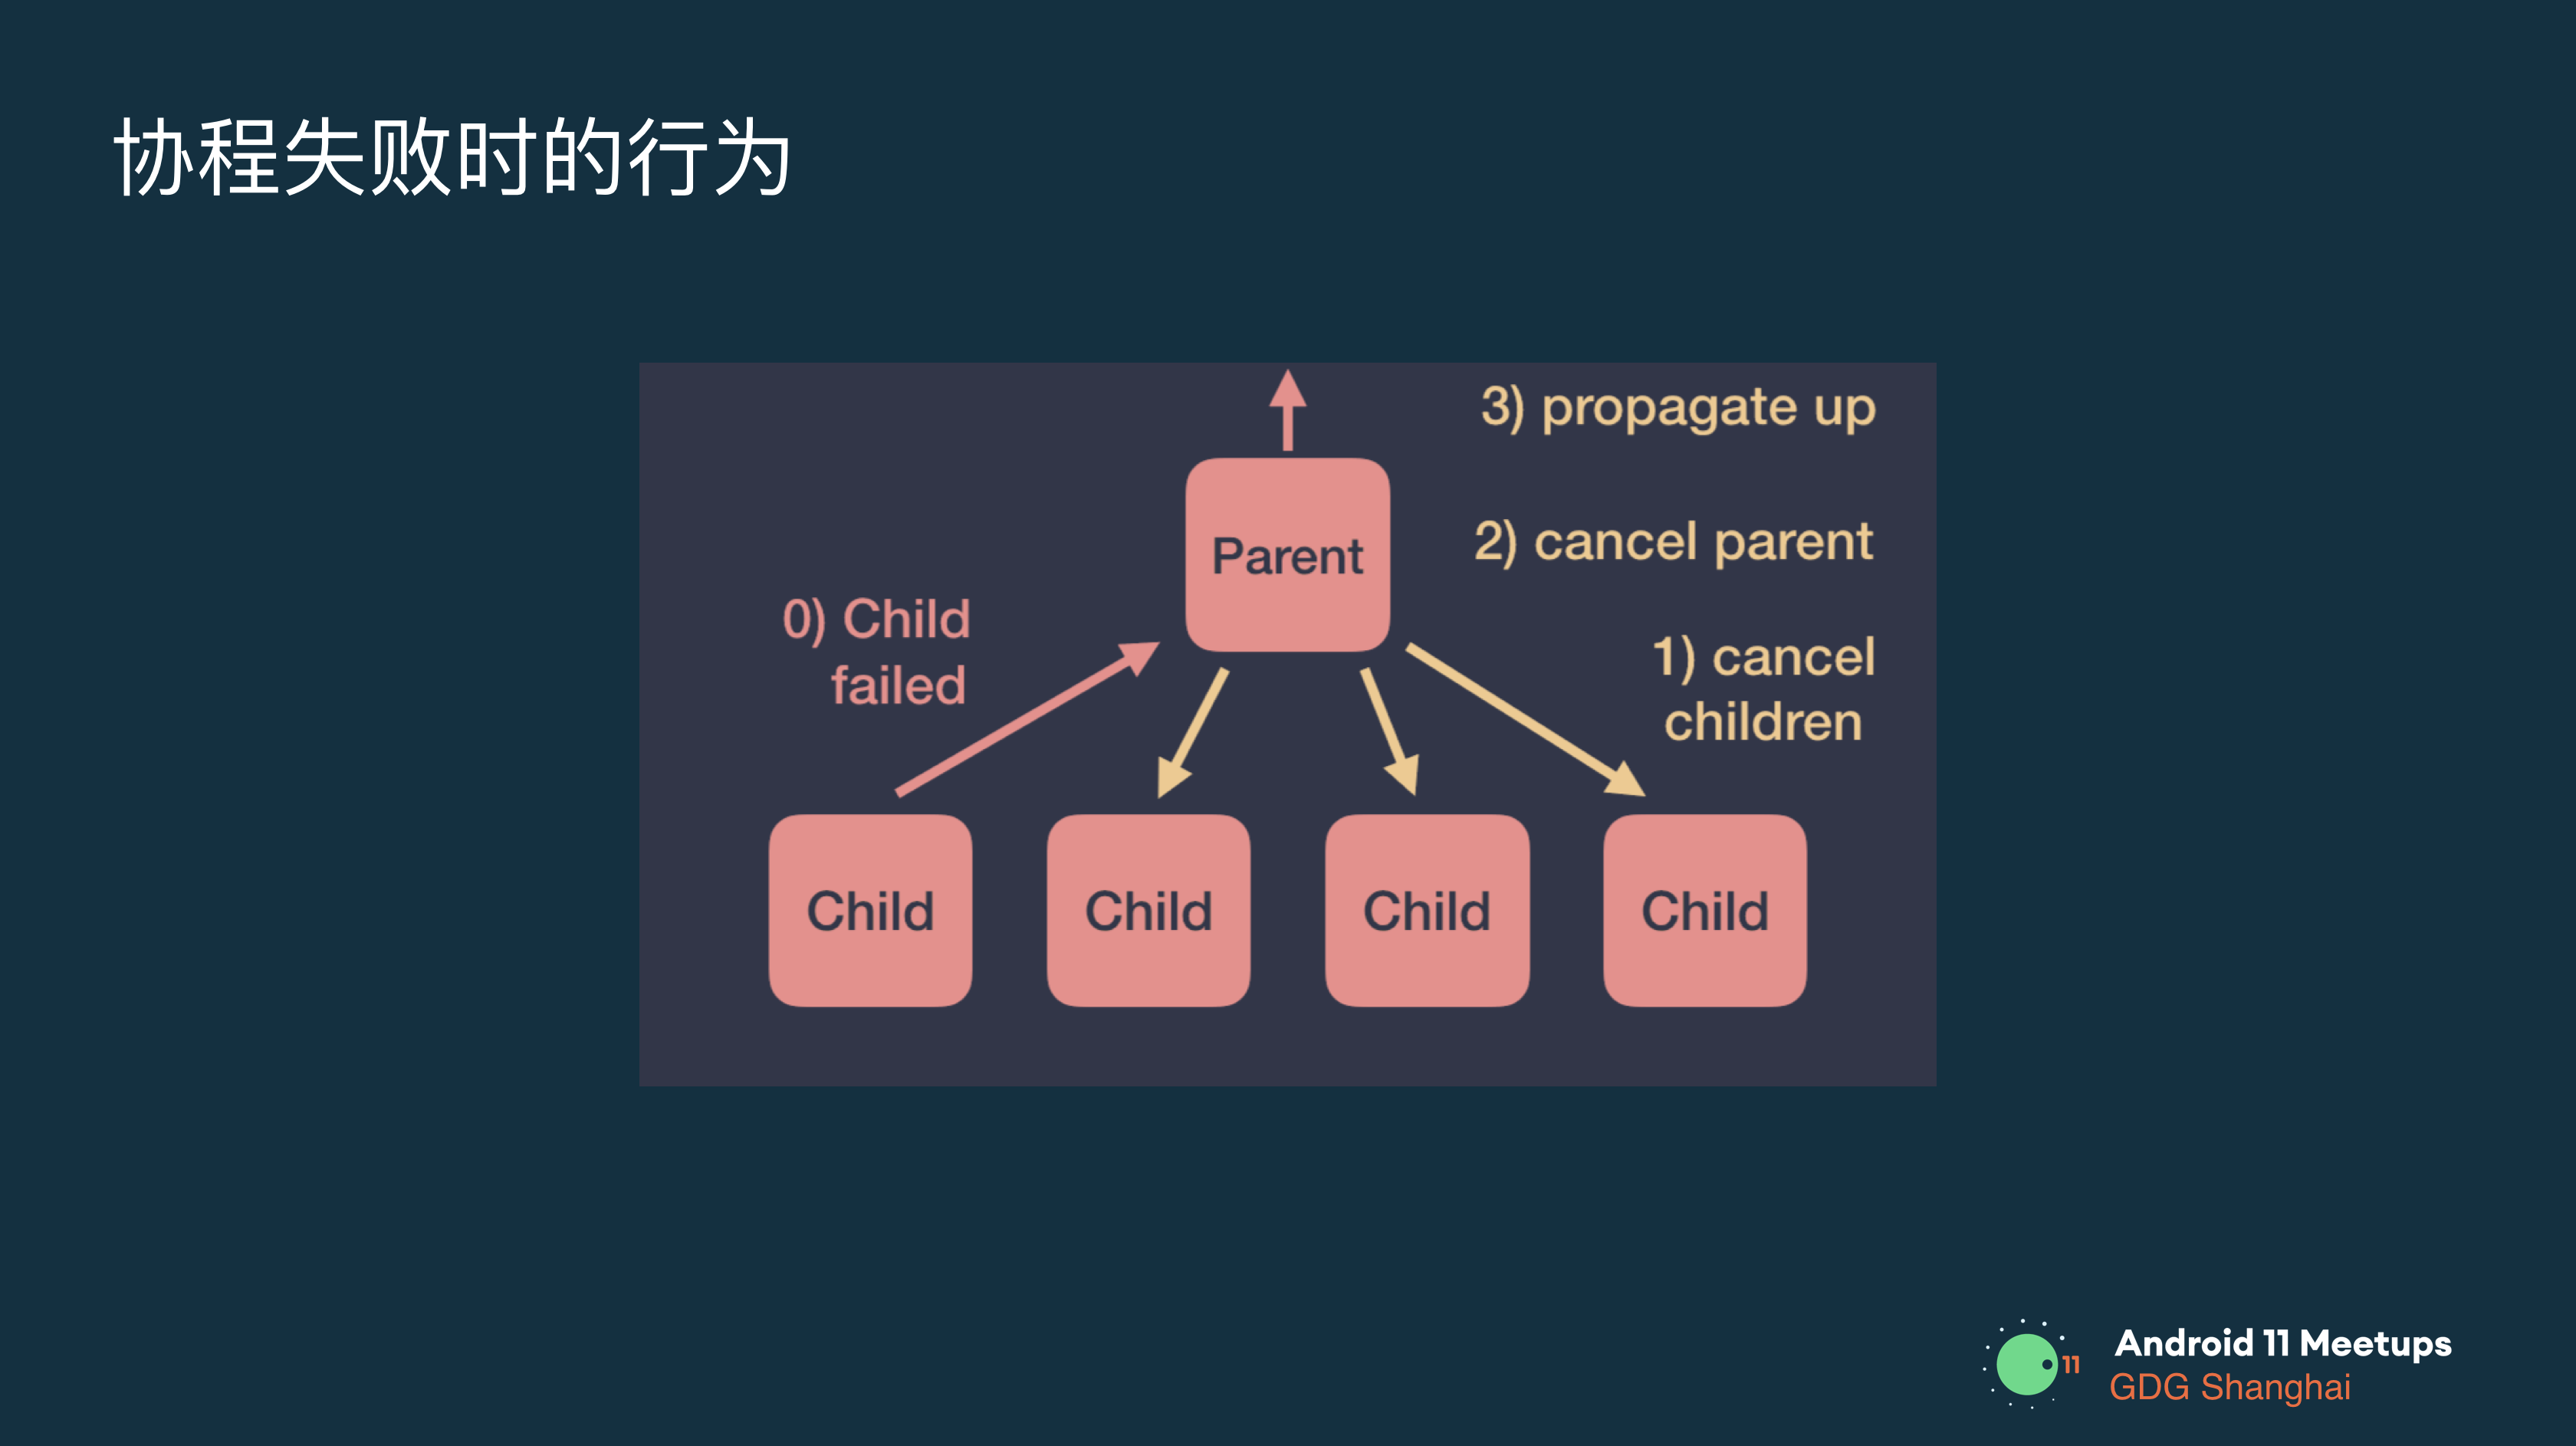 协程失败时的行为
3) propagate up
Parent
2) cancel parent
0) Child
failed
1) cancel
children
Child
Child
Child
Child
11
Android 11 Meetups
GDG Shanghai